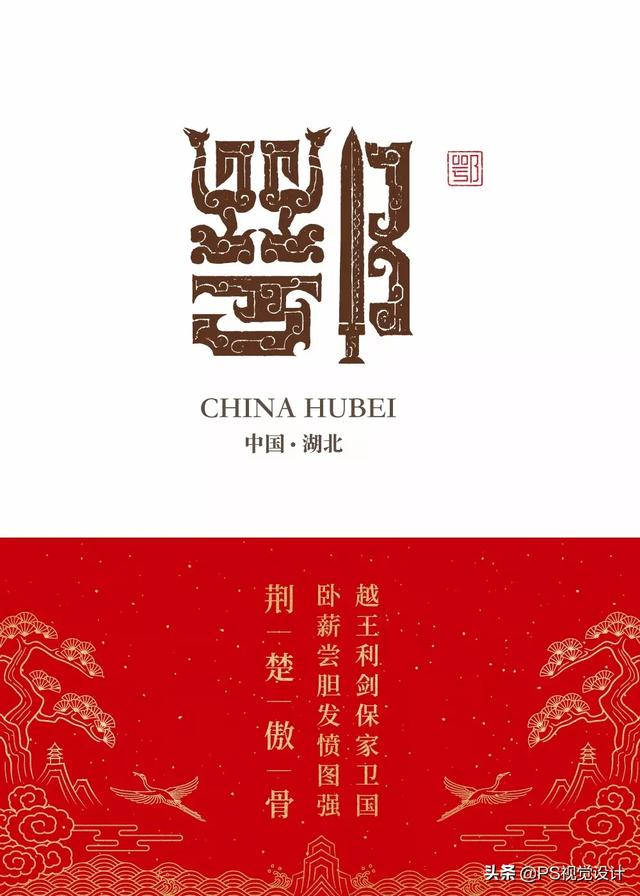 鄂
鄂
CHINA HUBEI
中国·湖北
越王利剑保家卫国
卧薪尝胆发愤图强
荆—楚—傲—骨
头条 @PS视觉设计